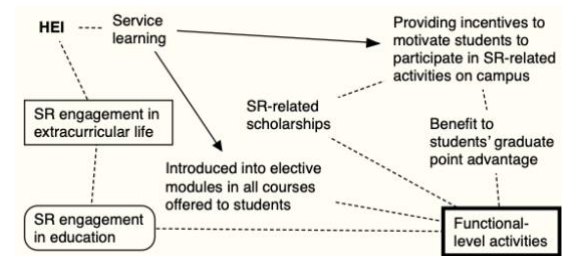 HEI
Service
learning
Providing incentives to
motivate students to
participate in SR-related
activities on campus
SR engagement in
extracurricular life
SR-related
scholarships
Benefit to
students' graduate
point advantage
Introduced into elective
modules in all courses
offered to students
SR engagement
in education
Functional-
level activities